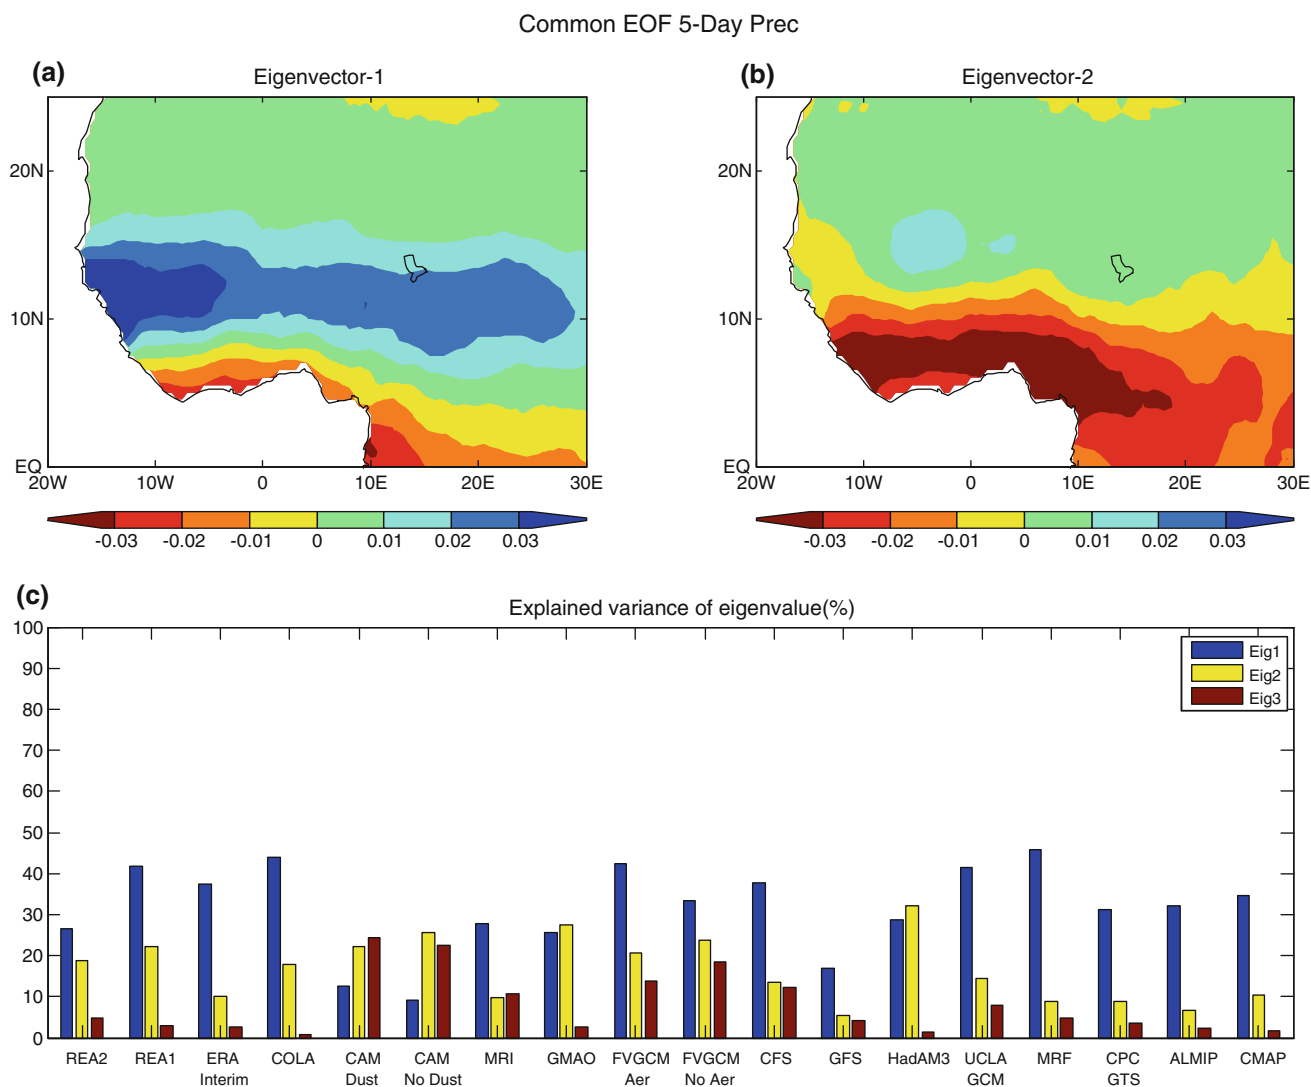 Common EOF 5-Day Prec
(a)
Eigenvector-1
20N
10N
EQ
20W 10W 0 10E 20E 30E
-0.03 -0.02 -0.01 0 0.01 0.02 0.03
(b)
Eigenvector-2
20N
10N
EQ
20W 10W 0 10E 20E 30E
-0.03 -0.02 -0.01 0 0.01 0.02 0.03
(c)
Explained variance of eigenvalue(%)
100
90
80
70
60
50
40
30
20
10
0
Eig1
Eig2
Eig3
REA2 REA1 ERA COLA CAM CAM MRI GMAO FVGCM FVGCM CFS GFS HadAM3 UCLA MRF CPC ALMIP CMAP
Interim Dust No Dust Aer No Aer GCM GTS